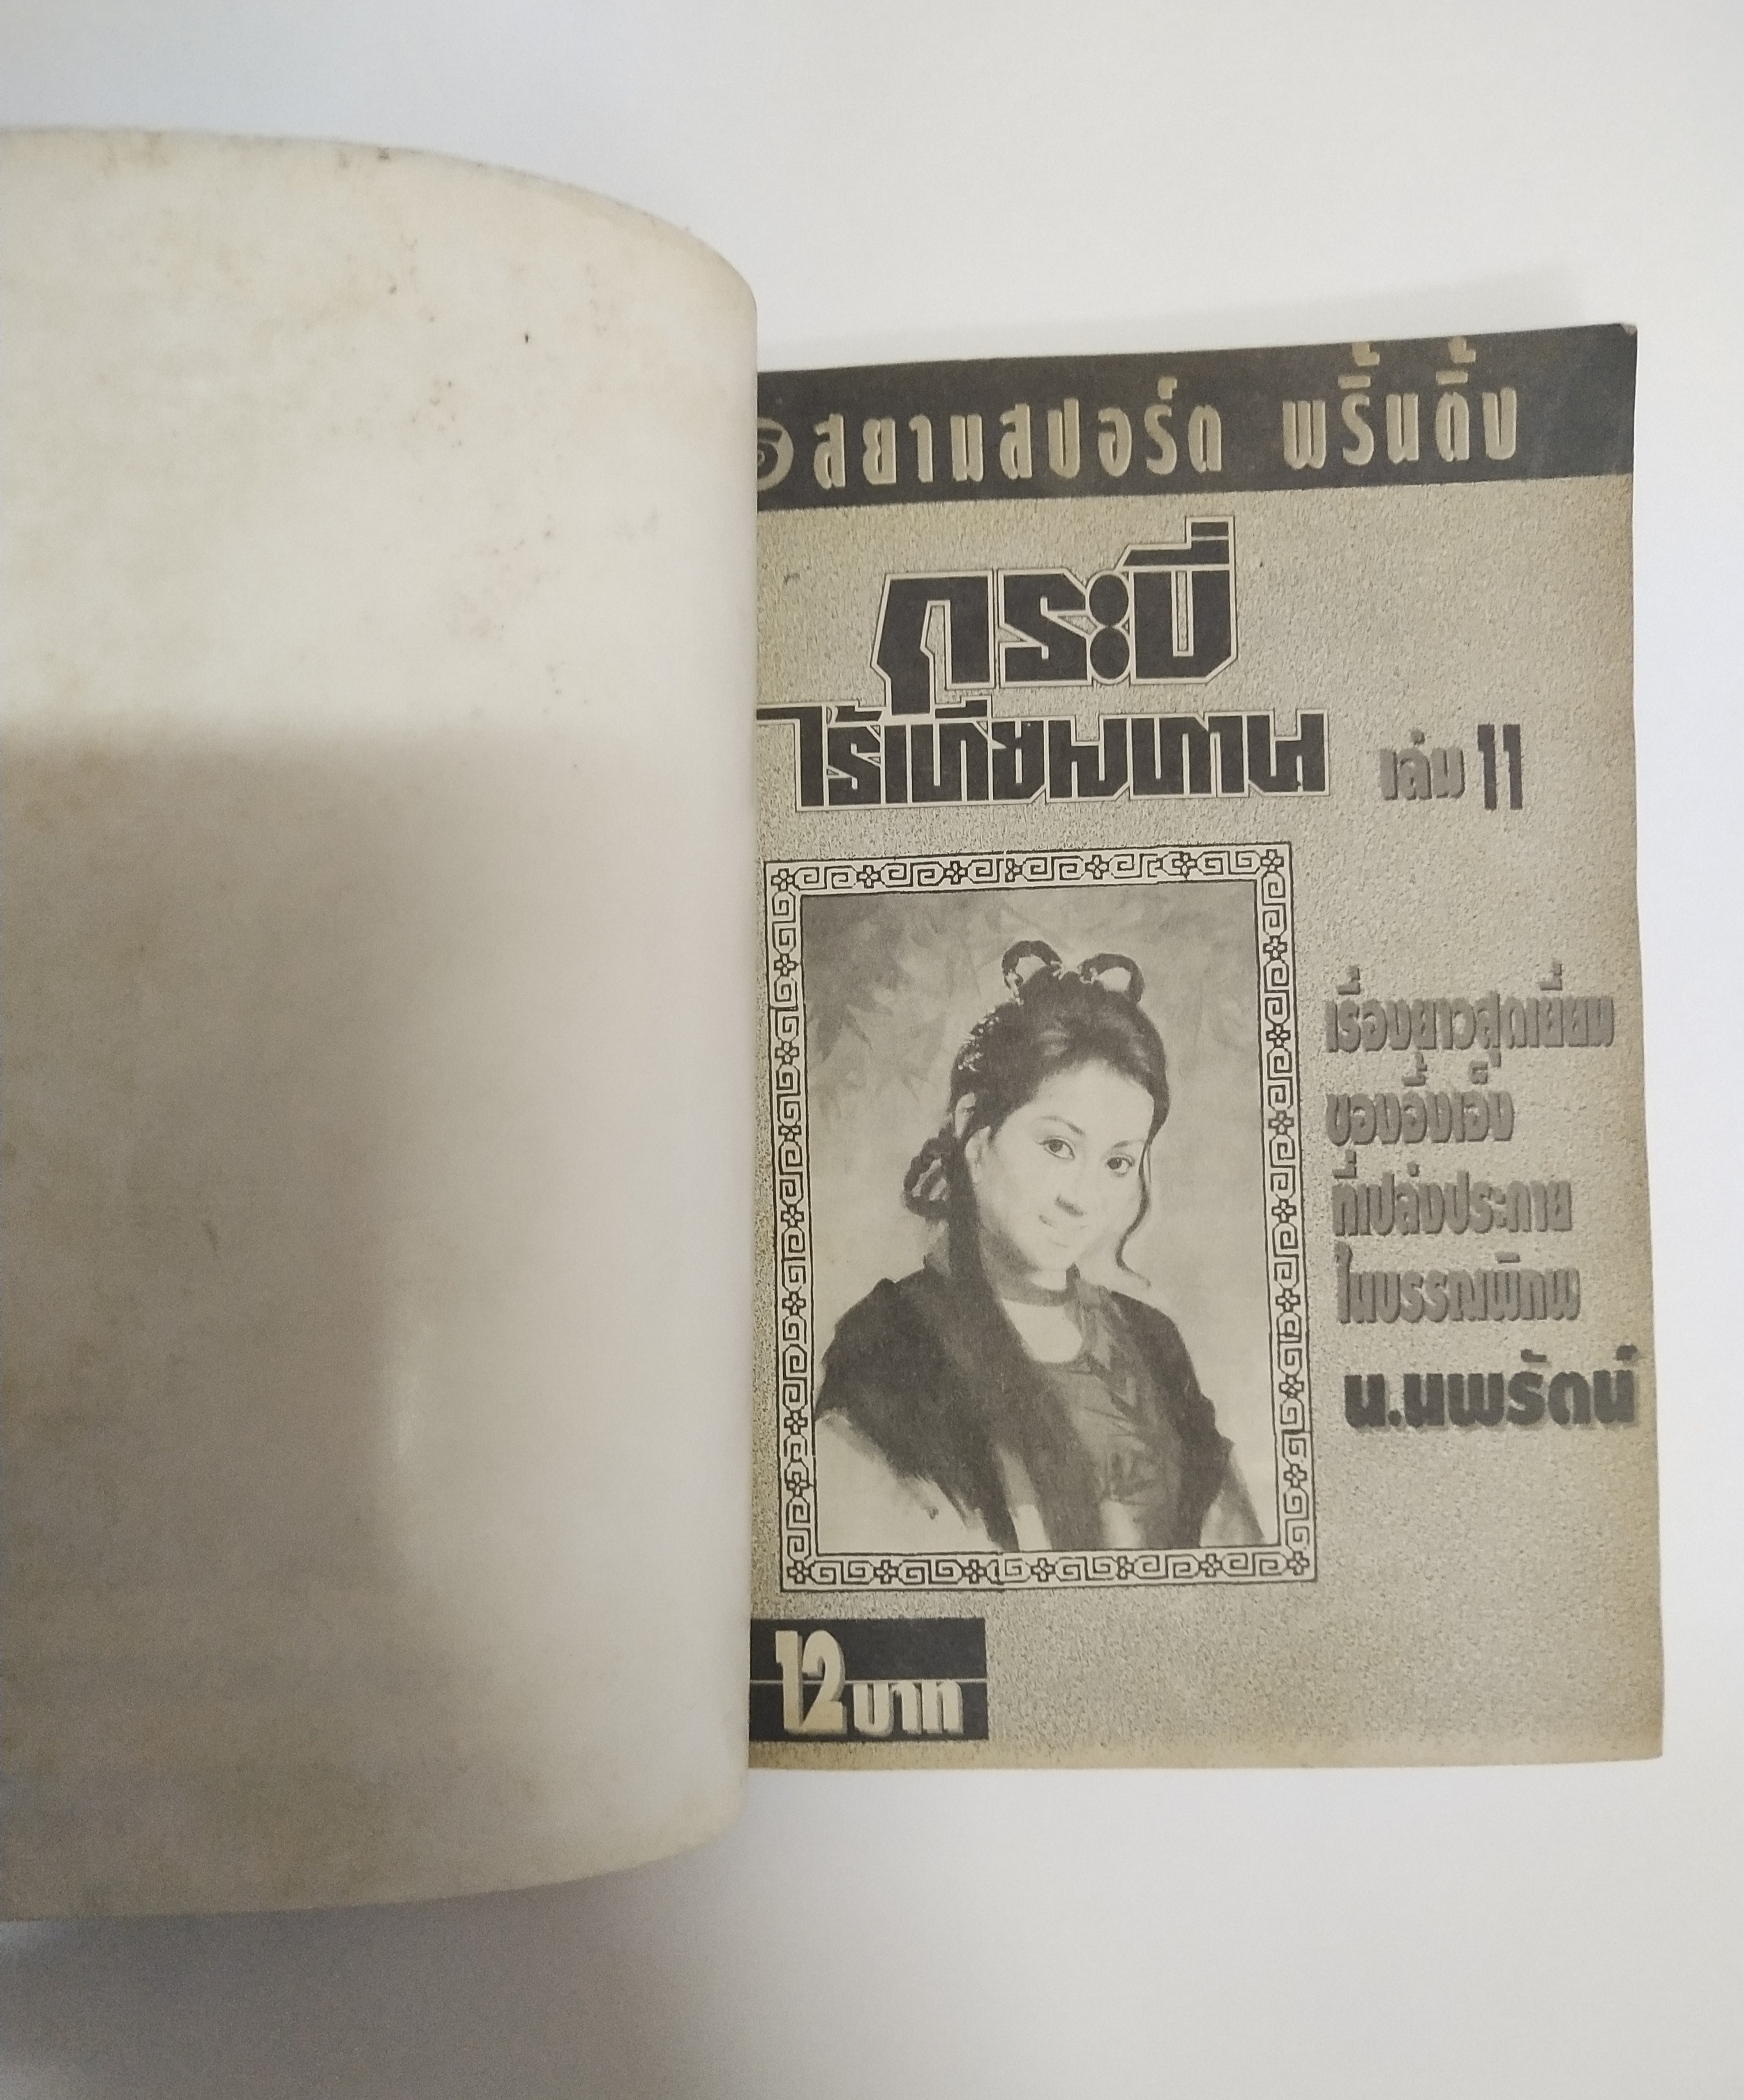 สยามสปอร์ต พริ้นติ้ง
กระบี่
ไร้เทียมทาน
เล่ม 11
เรื่องยาวสุดเยี่ยม
ของอึ้งเอ็ง
ที่เปล่งประกาย
ในบรรณพิภพ
น.นพรัตน์
12 บาท